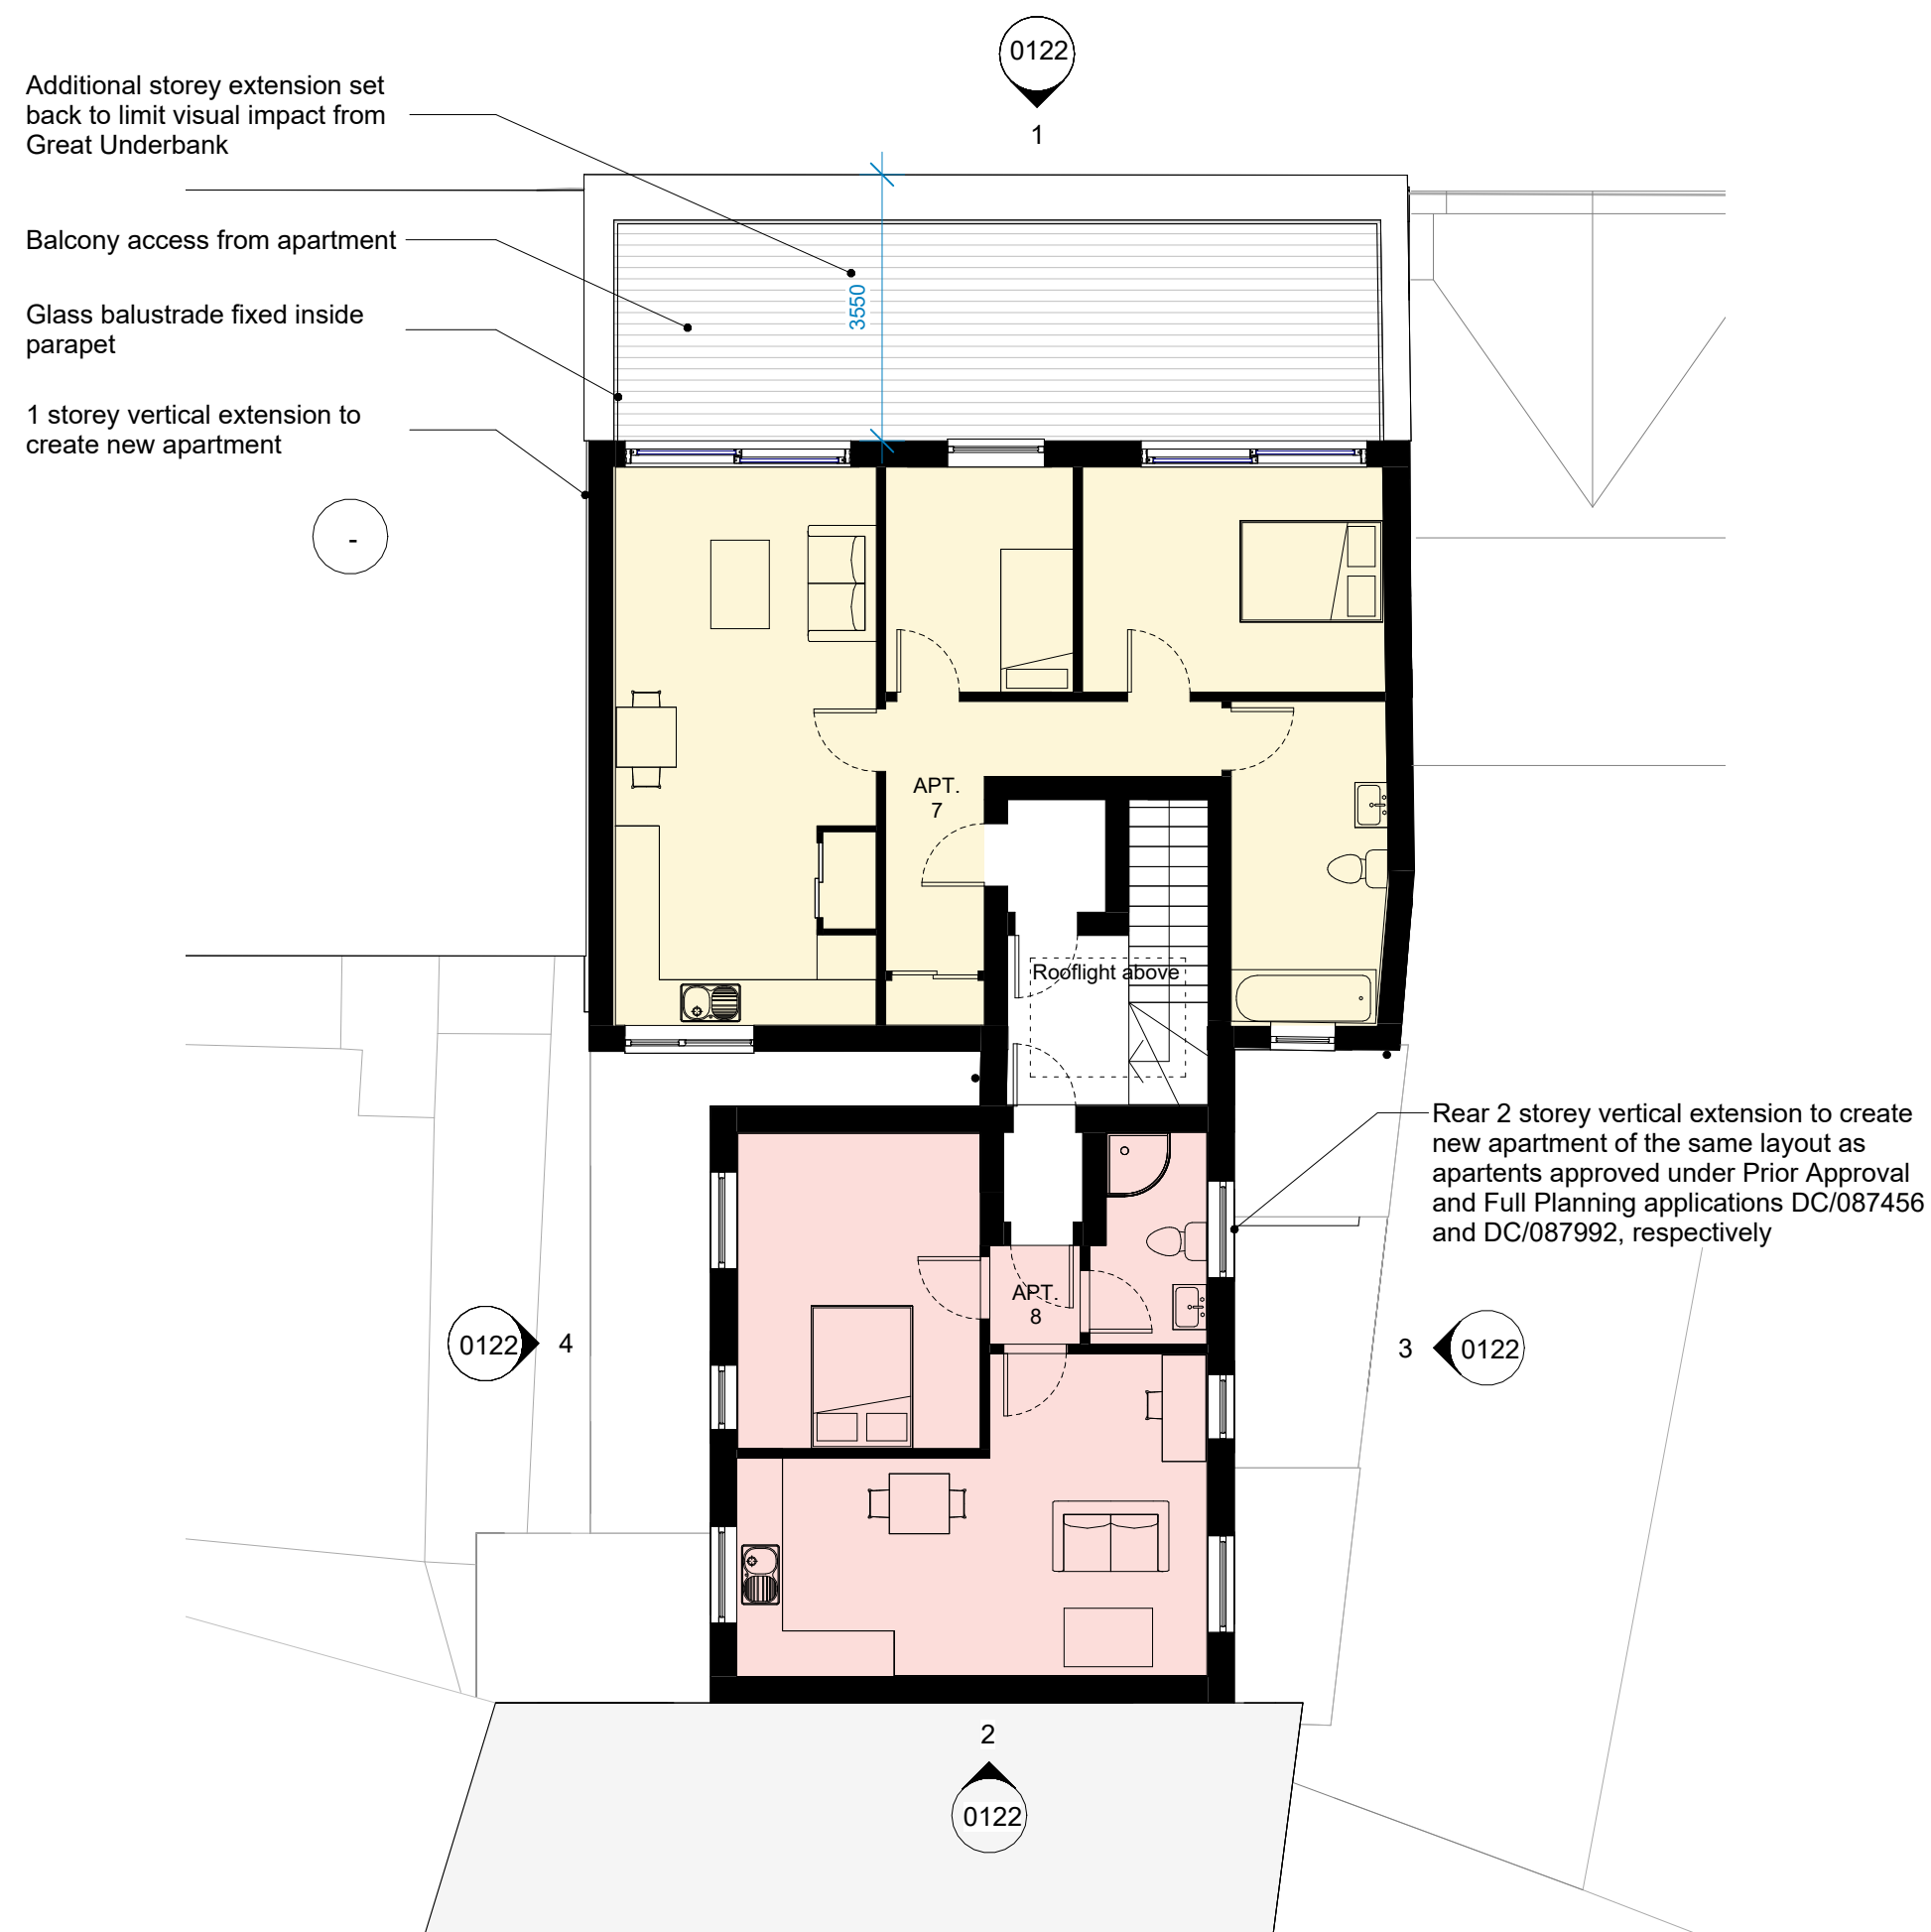 0122
1
Additional storey extension set
back to limit visual impact from
Great Underbank
Balcony access from apartment
Glass balustrade fixed inside
parapet
1 storey vertical extension to
create new apartment
-
3550
APT.
7
Rooflight above
Rear 2 storey vertical extension to create
new apartment of the same layout as
apartents approved under Prior Approval
and Full Planning applications DC/087456
and DC/087992, respectively
APT.
8
0122
4
3
0122
2
0122